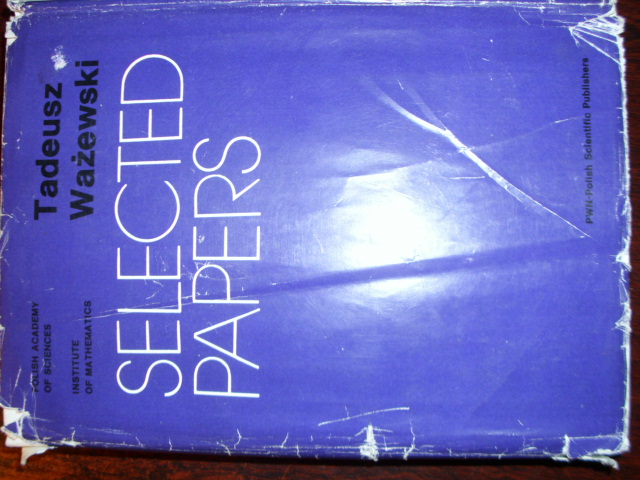 POLISH ACADEMY
OF SCIENCES
INSTITUTE
OF MATHEMATICS
Tadeusz
Ważewski
SELECTED
PAPERS
PWN-Polish Scientific Publishers